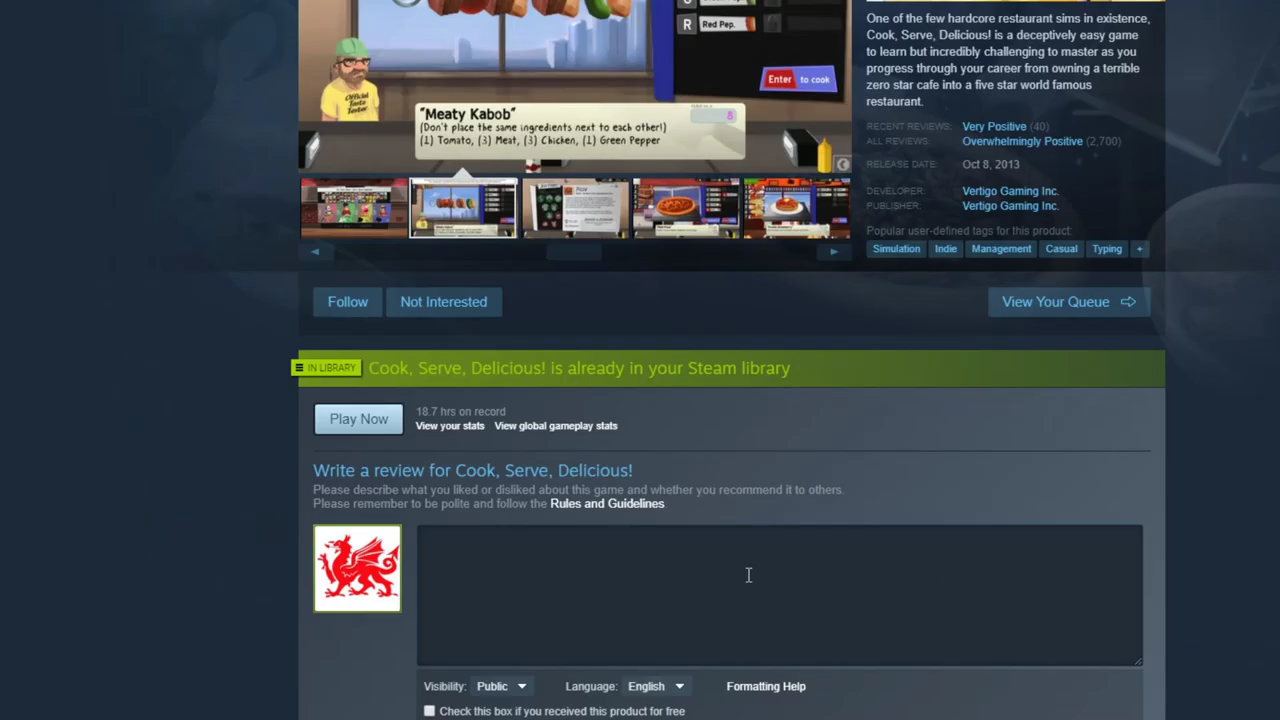 R Red Pep.
Enter to cook
Official
Taste
Tester
"Meaty Kabob"
(Don't place the same ingredients next to each other!)
(1) Tomato, (3) Meat, (3) Chicken, (1) Green Pepper
8
One of the few hardcore restaurant sims in existence,
Cook, Serve, Delicious! is a deceptively easy game
to learn but incredibly challenging to master as you
progress through your career from owning a terrible
zero star cafe into a five star world famous
restaurant.
RECENT REVIEWS: Very Positive (40)
ALL REVIEWS: Overwhelmingly Positive (2,700)
RELEASE DATE: Oct 8, 2013
DEVELOPER: Vertigo Gaming Inc.
PUBLISHER: Vertigo Gaming Inc.
Popular user-defined tags for this product:
Simulation Indie Management Casual Typing +
Follow Not Interested View Your Queue
IN LIBRARY Cook, Serve, Delicious! is already in your Steam library
Play Now
18.7 hrs on record
View your stats View global gameplay stats
Write a review for Cook, Serve, Delicious!
Please describe what you liked or disliked about this game and whether you recommend it to others.
Please remember to be polite and follow the Rules and Guidelines
Visibility: Public Language: English Formatting Help
Check this box if you received this product for free